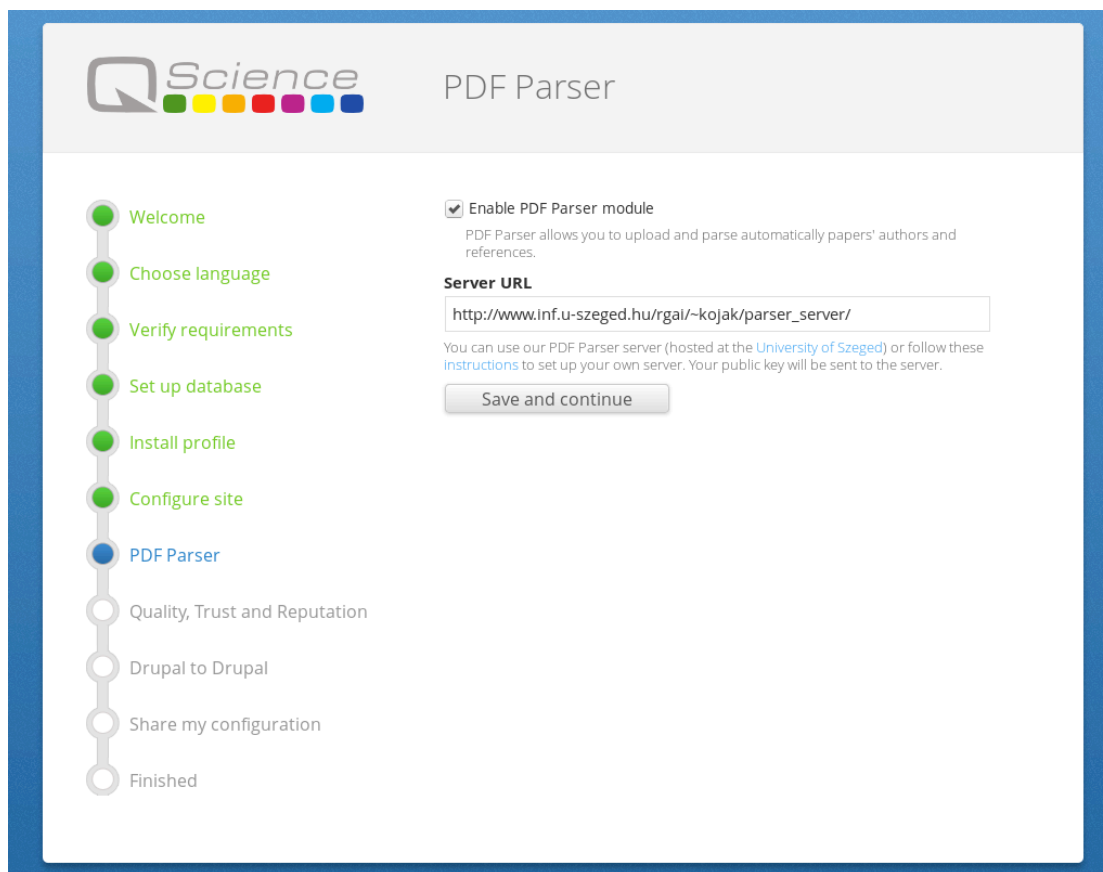 QScience
PDF Parser
Welcome
Choose language
Verify requirements
Set up database
Install profile
Configure site
PDF Parser
Quality, Trust and Reputation
Drupal to Drupal
Share my configuration
Finished
Enable PDF Parser module
PDF Parser allows you to upload and parse automatically papers' authors and
references.
Server URL
http://www.inf.u-szeged.hu/rgai/~kojak/parser_server/
You can use our PDF Parser server (hosted at the University of Szeged) or follow these
instructions to set up your own server. Your public key will be sent to the server.
Save and continue